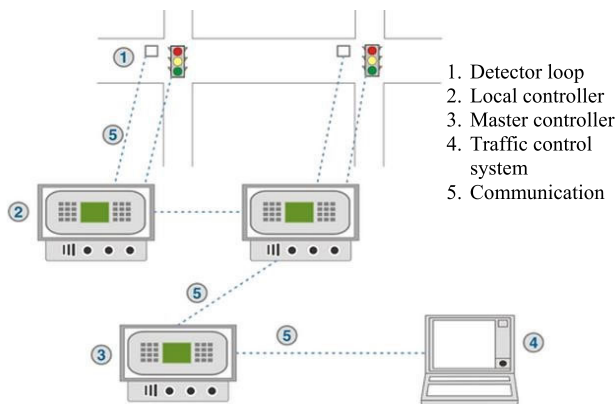 1
5
2
5
3
5
4
1. Detector loop
2. Local controller
3. Master controller
4. Traffic control
system
5. Communication